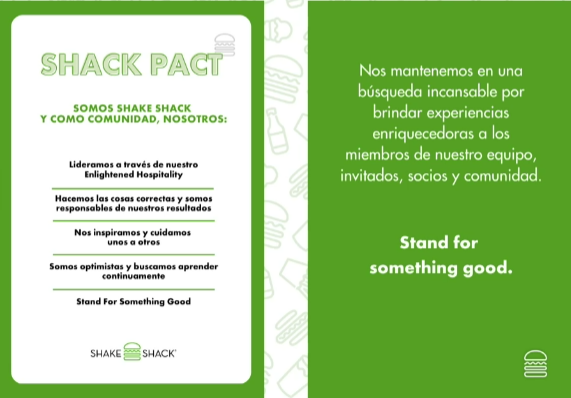 SHACK PACT
SOMOS SHAKE SHACK
Y COMO COMUNIDAD, NOSOTROS:
Lideramos a través de nuestro
Enlightened Hospitality
Hacemos las cosas correctas y somos
responsables de nuestros resultados
Nos inspiramos y cuidamos
unos a otros
Somos optimistas y buscamos aprender
continuamente
Stand For Something Good
SHAKE SHACK
Nos mantenemos en una
búsqueda incansable por
brindar experiencias
enriquecedoras a los
miembros de nuestro equipo,
invitados, socios y comunidad.
Stand for
something good.